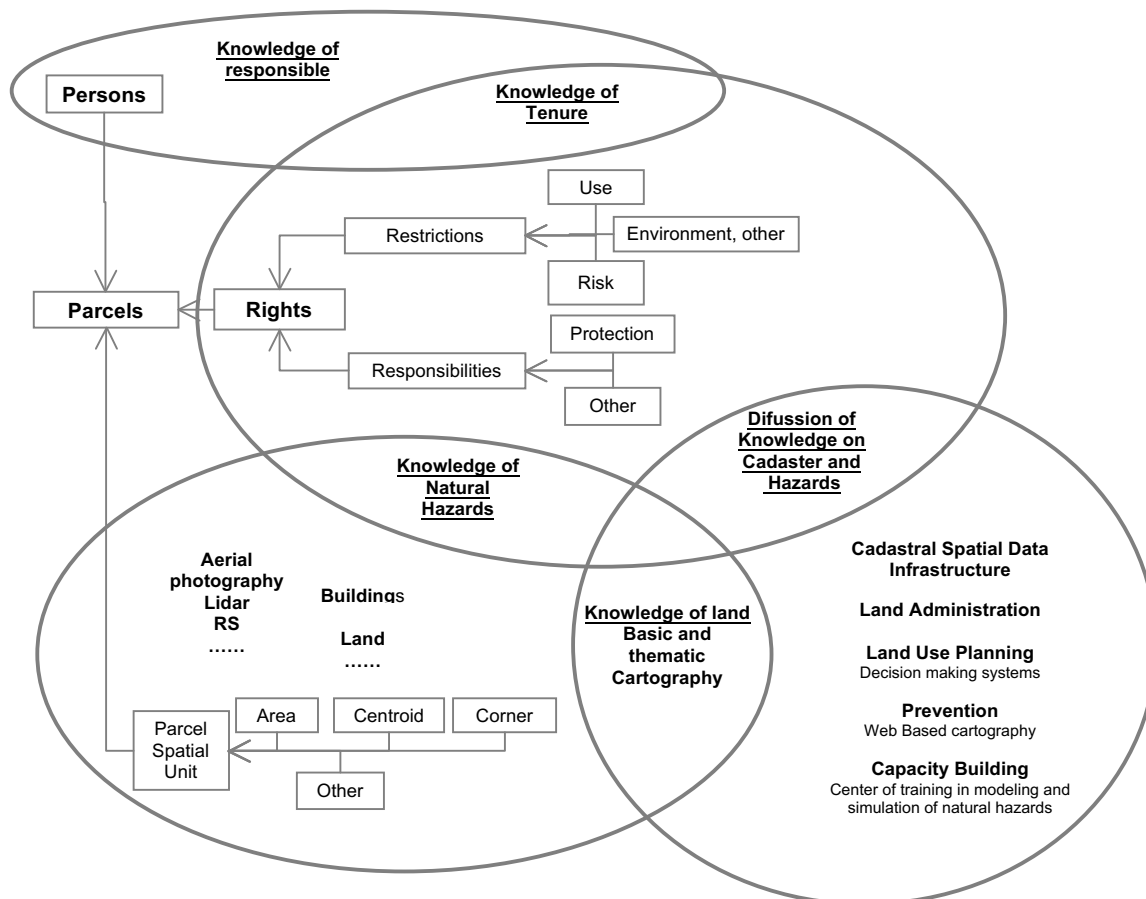 Knowledge of
responsible
Persons
Knowledge of
Tenure
Use
Restrictions
Environment, other
Risk
Parcels
Rights
Protection
Responsibilities
Other
Difussion of
Knowledge on
Cadaster and
Hazards
Knowledge of
Natural
Hazards
Aerial
photography
Lidar
RS
......
Buildings
Land
......
Knowledge of land
Basic and
thematic
Cartography
Cadastral Spatial Data
Infrastructure
Land Administration
Land Use Planning
Decision making systems
Prevention
Web Based cartography
Capacity Building
Center of training in modeling and
simulation of natural hazards
Area
Centroid
Corner
Parcel
Spatial
Unit
Other